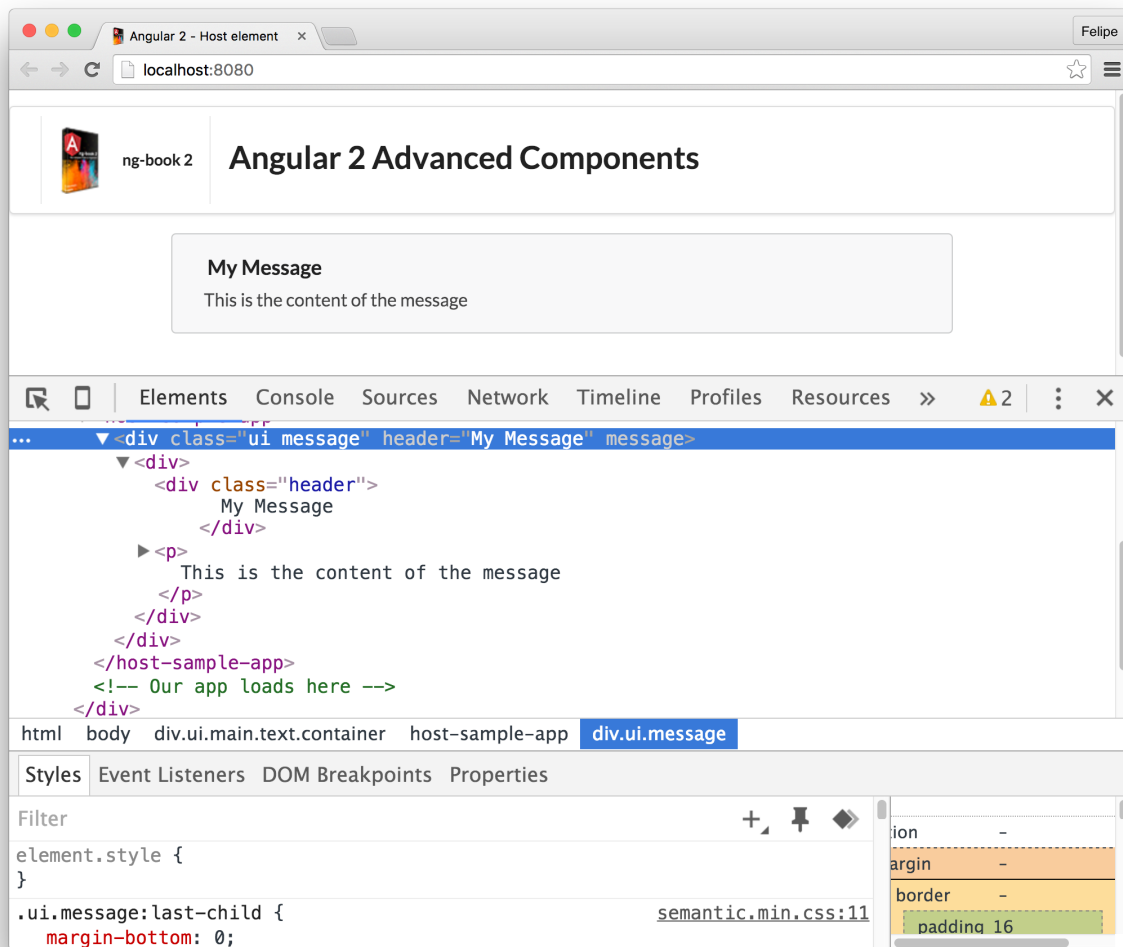 Angular 2 - Host element
Felipe
localhost:8080
ng-book 2
Angular 2 Advanced Components
My Message
This is the content of the message
Elements Console Sources Network Timeline Profiles Resources » 2
<div class="ui message" header="My Message" message>
<div>
<div class="header">
My Message
</div>
<p>
This is the content of the message
</p>
</div>
</div>
</host-sample-app>
<!-- Our app loads here -->
</div>
html body div.ui.main.text.container host-sample-app div.ui.message
Styles Event Listeners DOM Breakpoints Properties
Filter
element.style {
}
.ui.message:last-child { semantic.min.css:11
margin-bottom: 0;
ion –
argin –
border –
padding 16